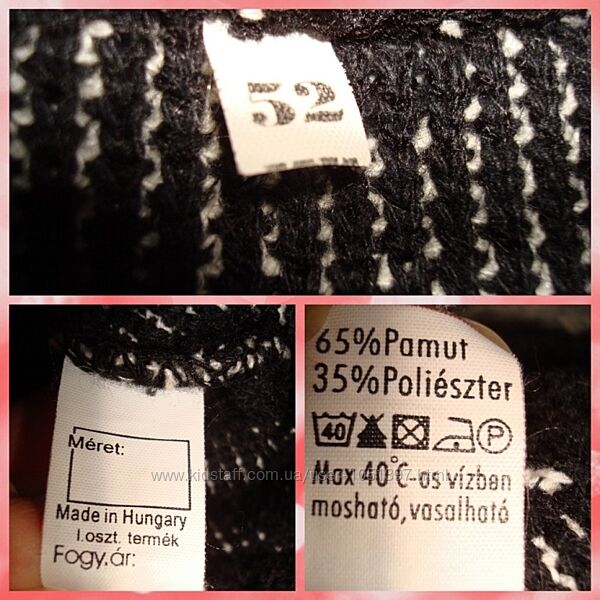 52
Méret:
Made in Hungary
I.oszt. termék
Fogy.ár:
65%Pamut
35%Poliészter
40
P
Max 40°C-os vízben
mosható,vasalható